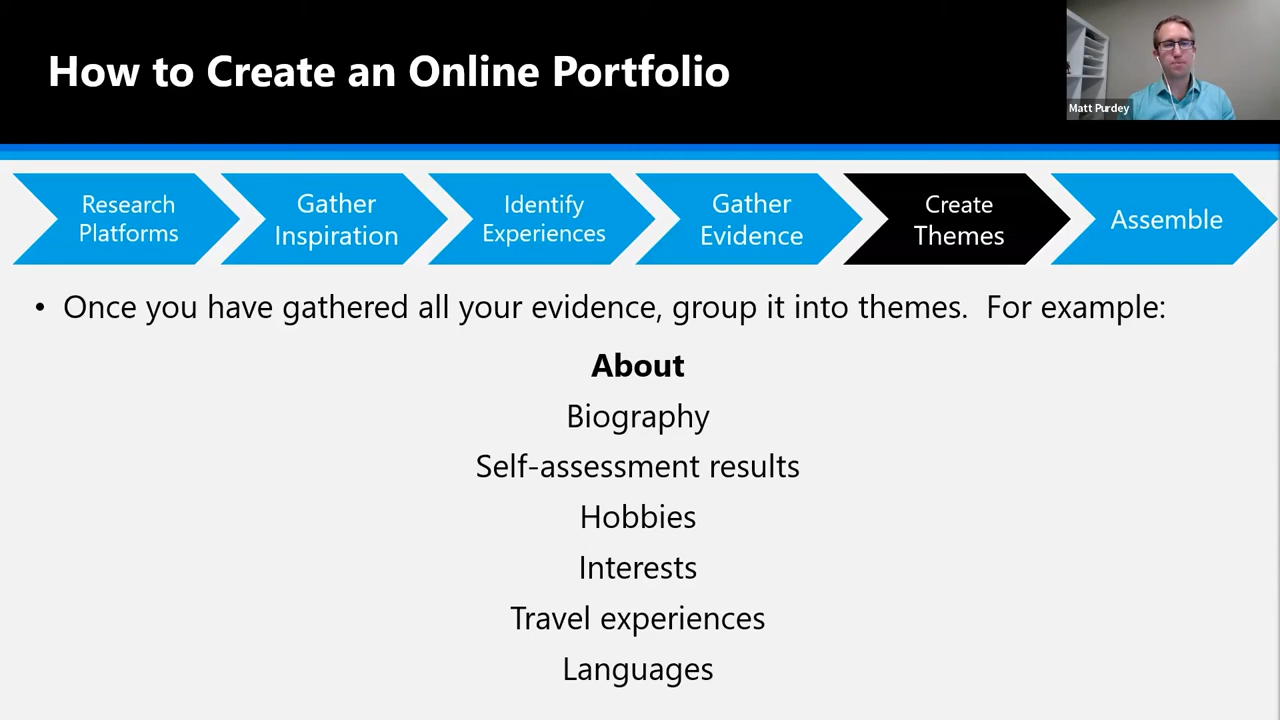 How to Create an Online Portfolio
Matt Purdey
Research
Platforms
Gather
Inspiration
Identify
Experiences
Gather
Evidence
Create
Themes
Assemble
• Once you have gathered all your evidence, group it into themes.  For example:
About
Biography
Self-assessment results
Hobbies
Interests
Travel experiences
Languages